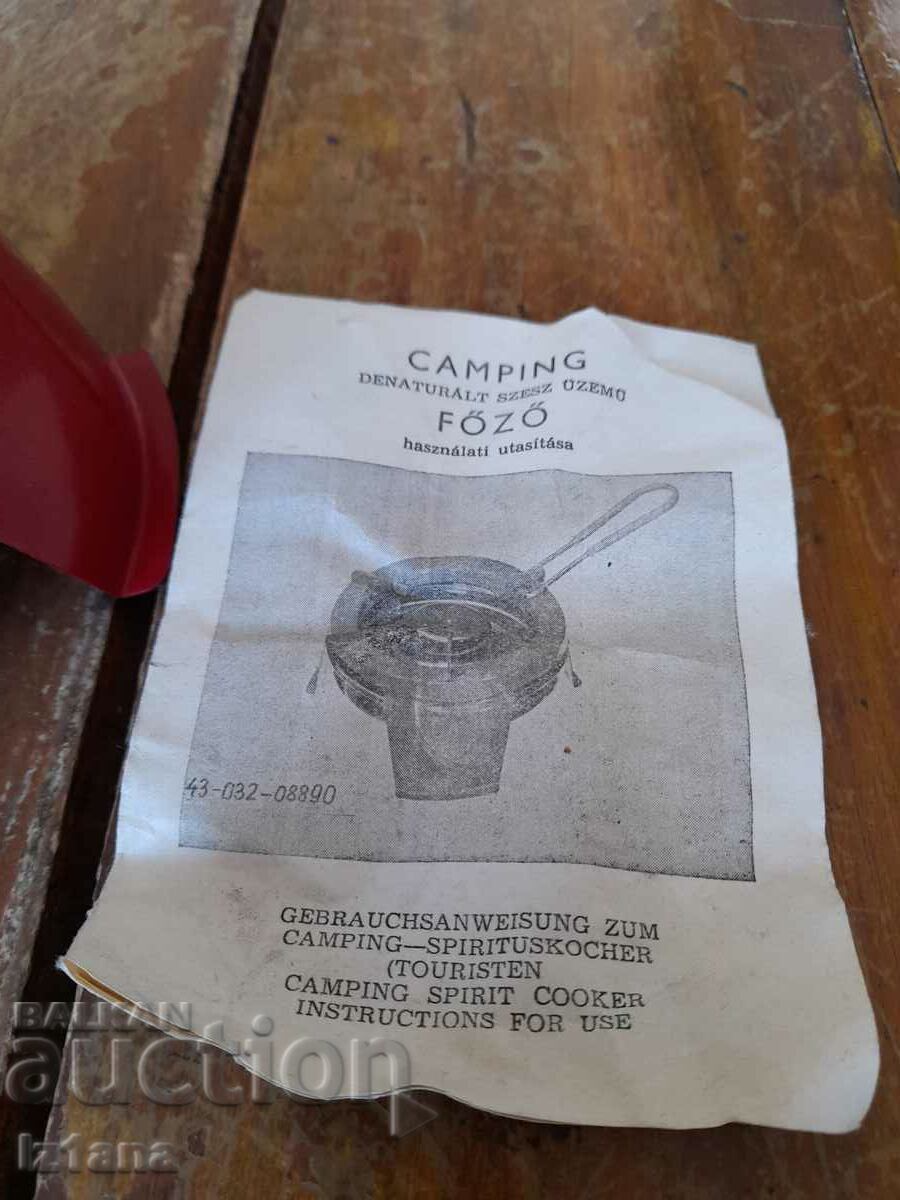 CAMPING
DENATURÁLT SZESZ ÜZEMŰ
FŐZŐ
használati utasítása
43-032-08890
GEBRAUCHSANWEISUNG ZUM
CAMPING—SPIRITUSKOCHER
(TOURISTEN
CAMPING SPIRIT COOKER
INSTRUCTIONS FOR USE
BALKAN
auction
iz1ana